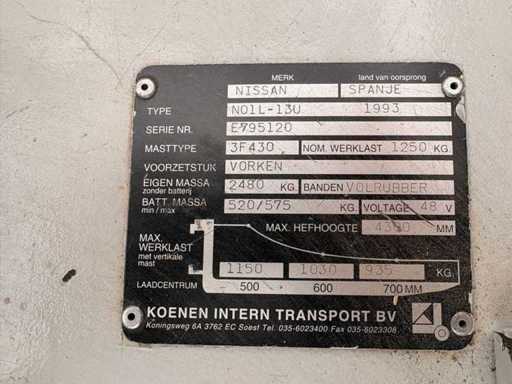 MERK land van oorsprong
NISSAN SPANJE
TYPE N01L-13U 1993
SERIE NR. E795120
MASTTYPE 3F430 NOM. WERKLAST 1250 KG.
VOORZETSTUK VORKEN
EIGEN MASSA 2480 KG. BANDEN VOLRUBBER
zonder batterij
BATT. MASSA 520/575 KG. VOLTAGE 48 V
min / max
MAX. HEFHOOGTE MM
MAX.
WERKLAST
met vertikale
mast
1150 1030 935 KG.
LAADCENTRUM 500 600 700 MM
KOENEN INTERN TRANSPORT BV
Koningsweg 6A 3762 EC Soest Tel. 035-6023400 Fax 035-6023308